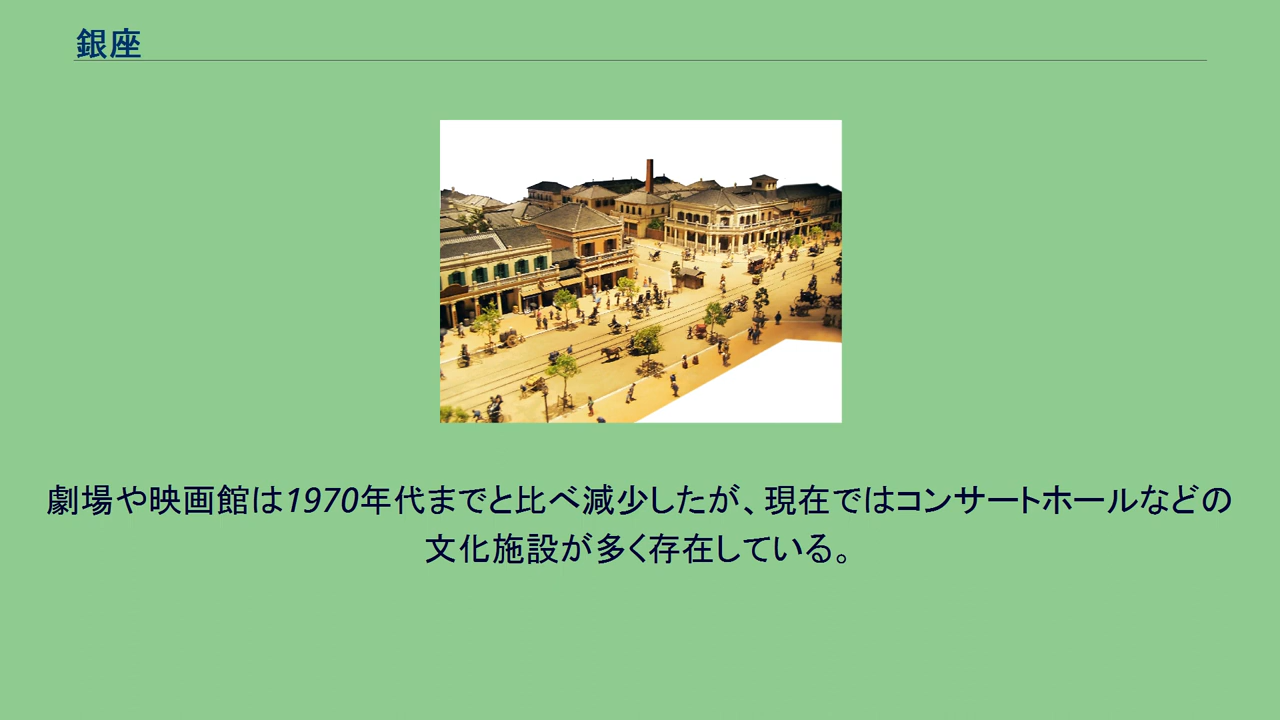 銀座
劇場や映画館は1970年代までと比べ減少したが、現在ではコンサートホールなどの
文化施設が多く存在している。